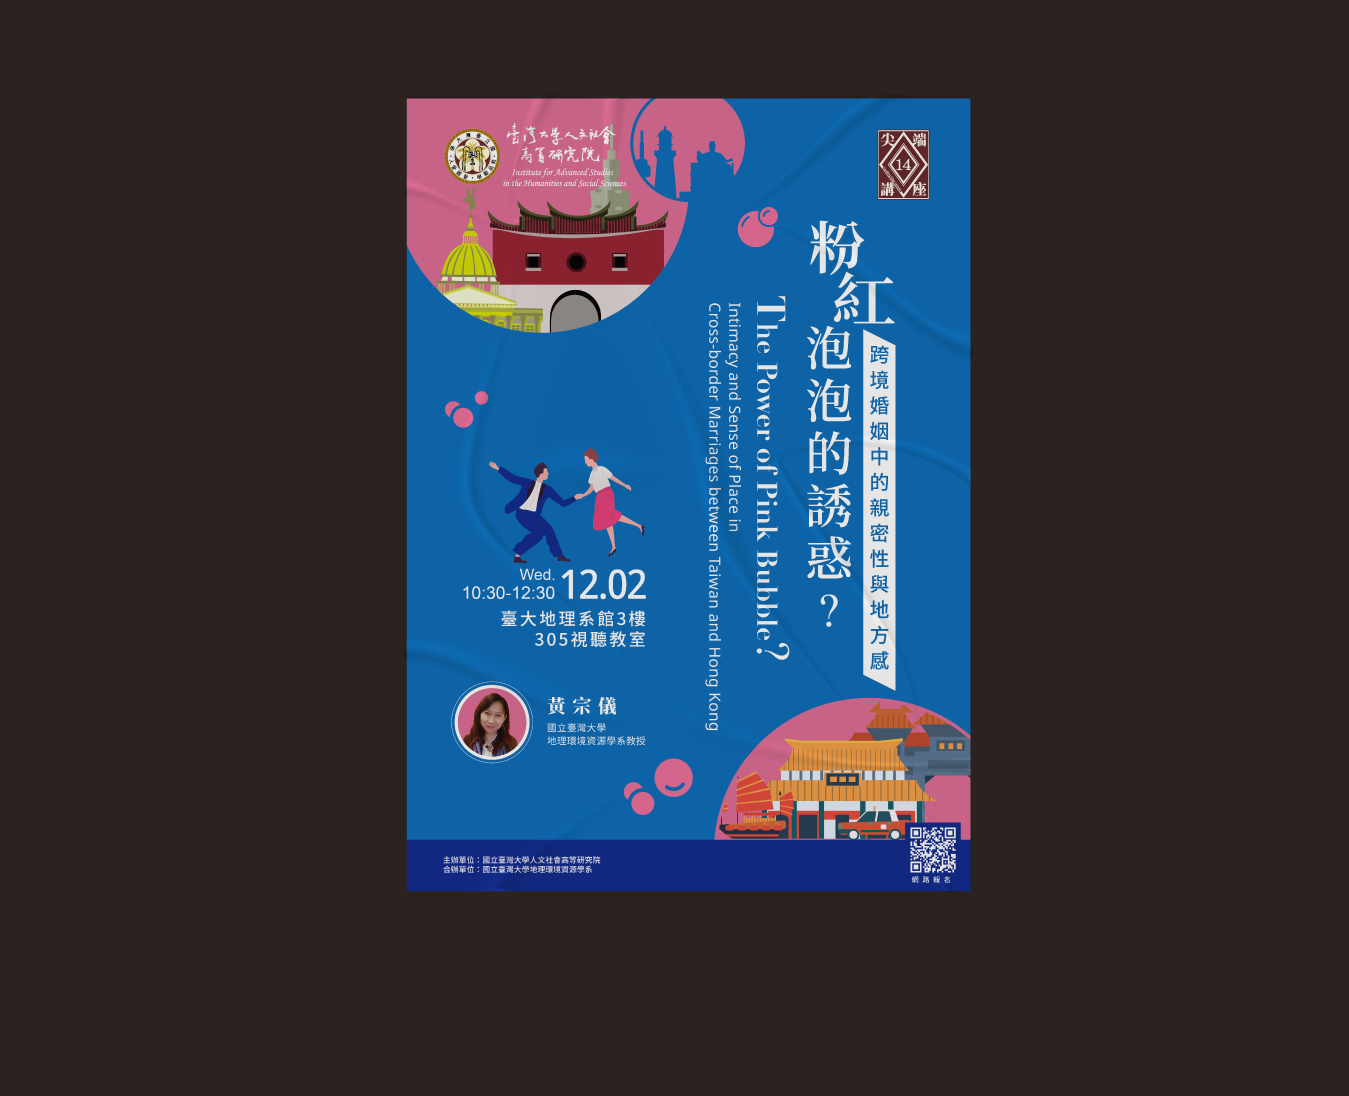 臺灣大學人文社會
高等研究院
Institute for Advanced Studies
in the Humanities and Social Sciences
尖端
14
講座
粉紅泡泡的誘惑？
跨境婚姻中的親密性與地方感
The Power of Pink Bubble?
Intimacy and Sense of Place in
Cross-border Marriages between Taiwan and Hong Kong
Wed.
10:30-12:30
12.02
臺大地理系館3樓
305視聽教室
黃宗儀
國立臺灣大學
地理環境資源學系教授
主辦單位：國立臺灣大學人文社會高等研究院
合辦單位：國立臺灣大學地理環境資源學系
網路報名